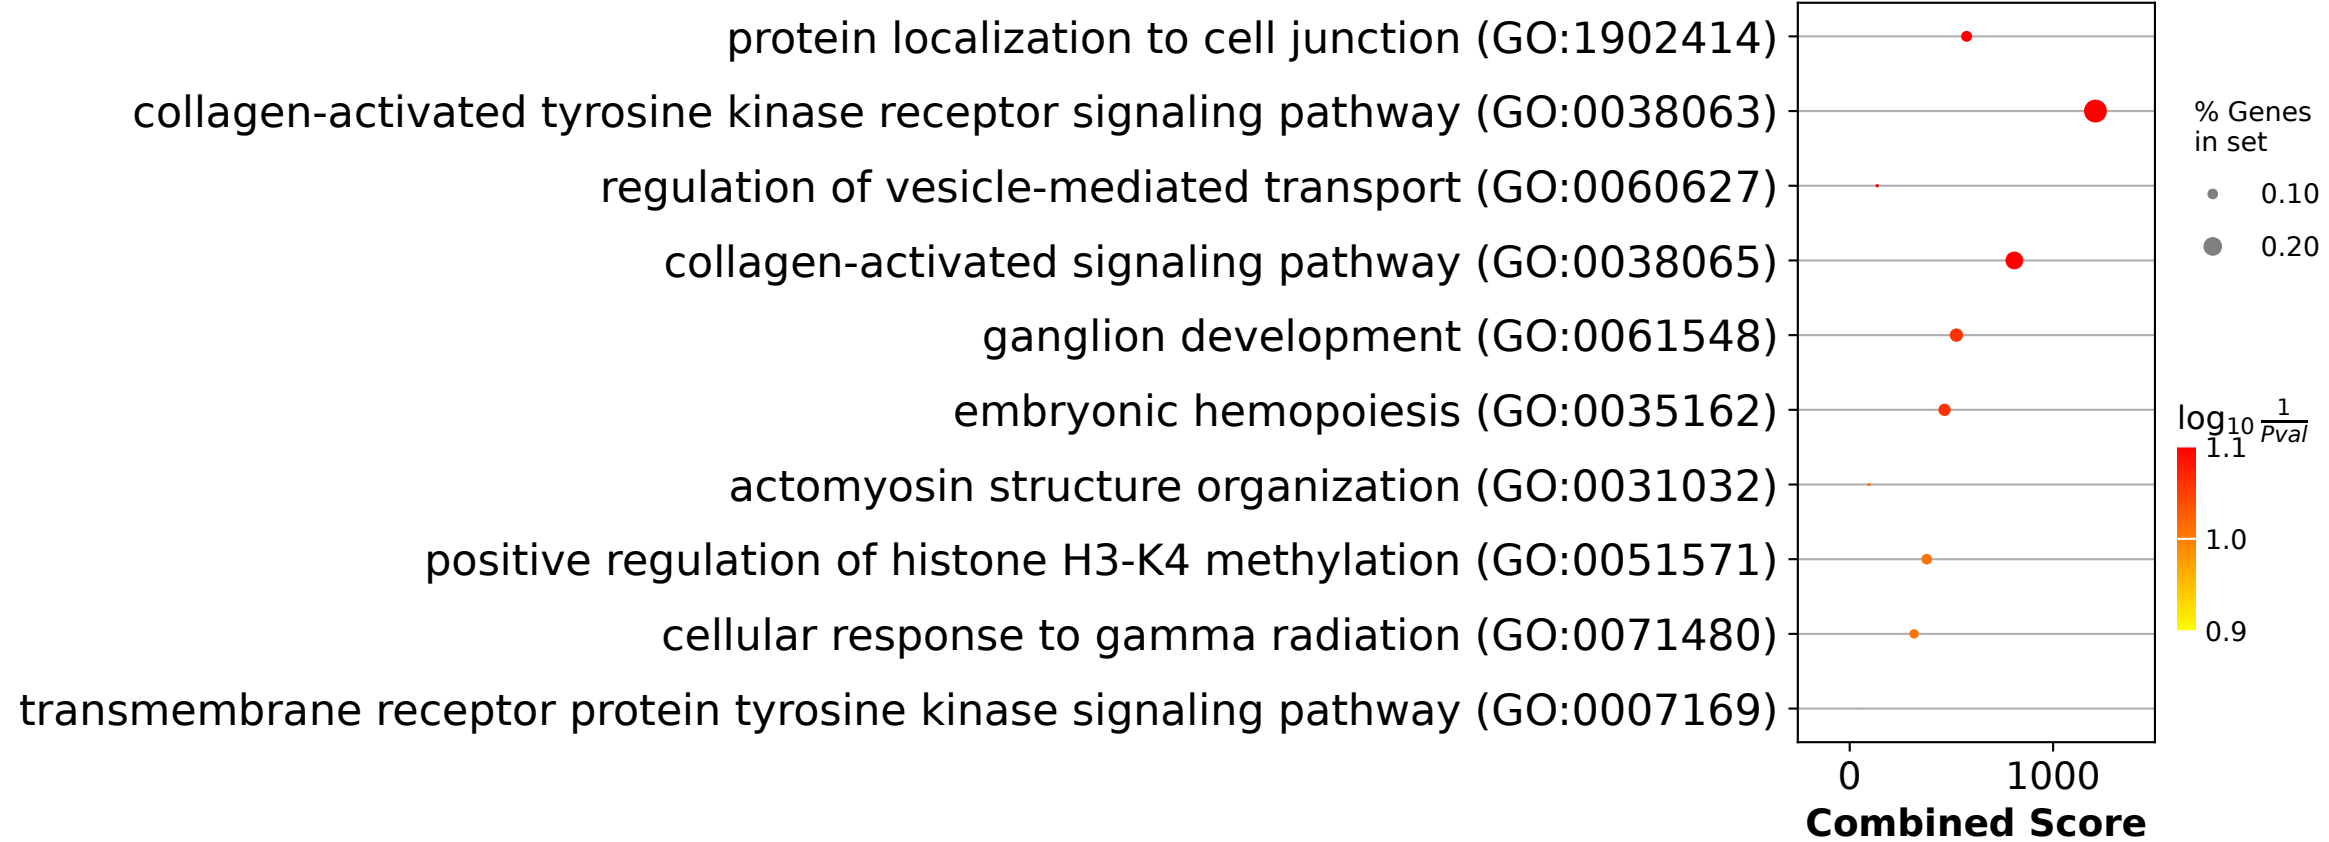 protein localization to cell junction (GO:1902414)
collagen-activated tyrosine kinase receptor signaling pathway (GO:0038063)
regulation of vesicle-mediated transport (GO:0060627)
collagen-activated signaling pathway (GO:0038065)
ganglion development (GO:0061548)
embryonic hemopoiesis (GO:0035162)
actomyosin structure organization (GO:0031032)
positive regulation of histone H3-K4 methylation (GO:0051571)
cellular response to gamma radiation (GO:0071480)
transmembrane receptor protein tyrosine kinase signaling pathway (GO:0007169)
0 1000
Combined Score
% Genes
in set
0.10
0.20
log₁₀ 1/Pval
1.1
1.0
0.9